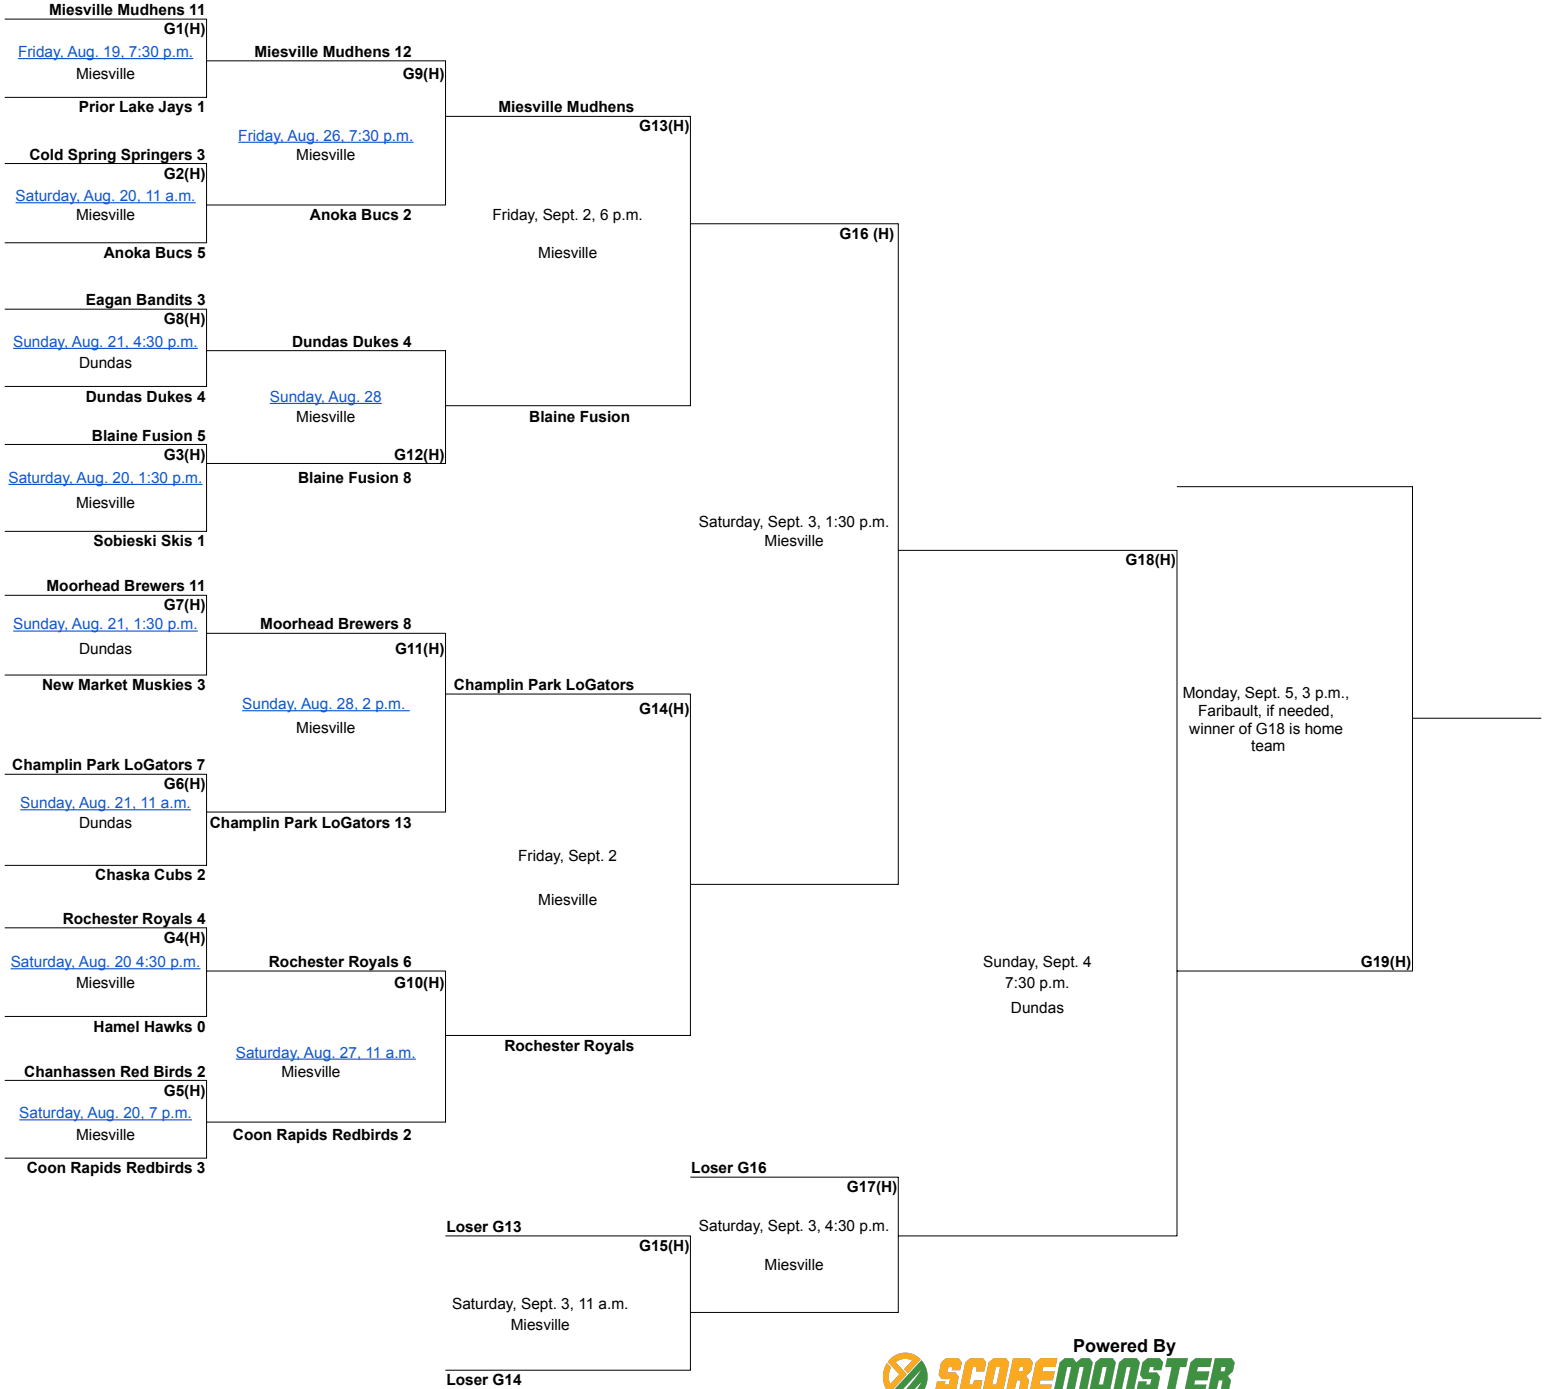 Miesville Mudhens 11
G1(H)
Friday, Aug. 19, 7:30 p.m.
Miesville
Prior Lake Jays 1
Cold Spring Springers 3
G2(H)
Saturday, Aug. 20, 11 a.m.
Miesville
Anoka Bucs 5
Eagan Bandits 3
G8(H)
Sunday, Aug. 21, 4:30 p.m.
Dundas
Dundas Dukes 4
Blaine Fusion 5
G3(H)
Saturday, Aug. 20, 1:30 p.m.
Miesville
Sobieski Skis 1
Moorhead Brewers 11
G7(H)
Sunday, Aug. 21, 1:30 p.m.
Dundas
New Market Muskies 3
Champlin Park LoGators 7
G6(H)
Sunday, Aug. 21, 11 a.m.
Dundas
Chaska Cubs 2
Rochester Royals 4
G4(H)
Saturday, Aug. 20 4:30 p.m.
Miesville
Hamel Hawks 0
Chanhassen Red Birds 2
G5(H)
Saturday, Aug. 20, 7 p.m.
Miesville
Coon Rapids Redbirds 3
Miesville Mudhens 12
G9(H)
Friday, Aug. 26, 7:30 p.m.
Miesville
Anoka Bucs 2
Dundas Dukes 4
Sunday, Aug. 28
Miesville
G12(H)
Blaine Fusion 8
Moorhead Brewers 8
G11(H)
Sunday, Aug. 28, 2 p.m.
Miesville
Champlin Park LoGators 13
Rochester Royals 6
G10(H)
Saturday, Aug. 27, 11 a.m.
Miesville
Coon Rapids Redbirds 2
Miesville Mudhens
G13(H)
Friday, Sept. 2, 6 p.m.
Miesville
Blaine Fusion
Champlin Park LoGators
G14(H)
Friday, Sept. 2
Miesville
Rochester Royals
Loser G13
G15(H)
Saturday, Sept. 3, 11 a.m.
Miesville
Loser G14
G16 (H)
Saturday, Sept. 3, 1:30 p.m.
Miesville
Loser G16
G17(H)
Saturday, Sept. 3, 4:30 p.m.
Miesville
G18(H)
Sunday, Sept. 4
7:30 p.m.
Dundas
Monday, Sept. 5, 3 p.m.,
Faribault, if needed,
winner of G18 is home
team
G19(H)
Powered By
SCOREMONSTER